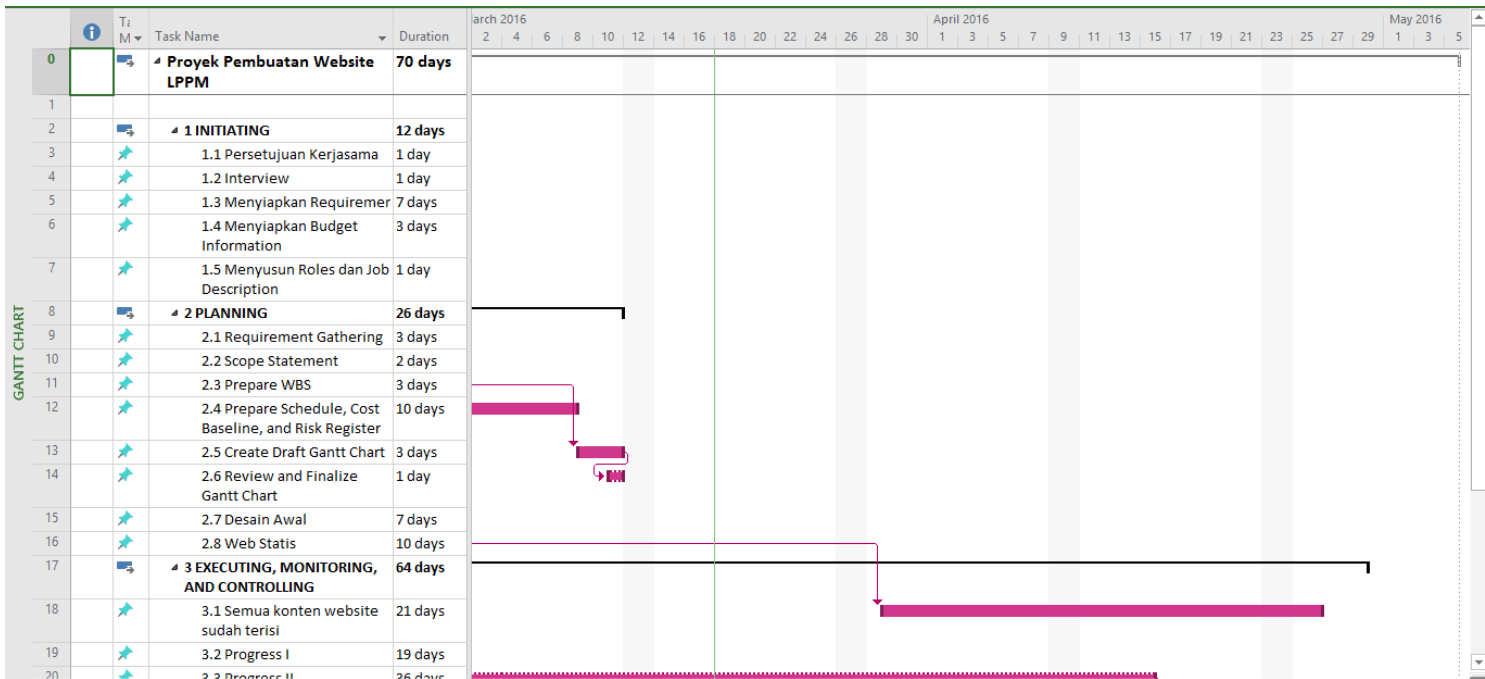 GANTT CHART
Ta
M Task Name Duration
arch 2016 April 2016 May 2016
2 4 6 8 10 12 14 16 18 20 22 24 26 28 30 1 3 5 7 9 11 13 15 17 19 21 23 25 27 29 1 3 5
0 Proyek Pembuatan Website 70 days
LPPM
1
2 1 INITIATING 12 days
3 1.1 Persetujuan Kerjasama 1 day
4 1.2 Interview 1 day
5 1.3 Menyiapkan Requiremer 7 days
6 1.4 Menyiapkan Budget 3 days
Information
7 1.5 Menyusun Roles dan Job 1 day
Description
8 2 PLANNING 26 days
9 2.1 Requirement Gathering 3 days
10 2.2 Scope Statement 2 days
11 2.3 Prepare WBS 3 days
12 2.4 Prepare Schedule, Cost 10 days
Baseline, and Risk Register
13 2.5 Create Draft Gantt Chart 3 days
14 2.6 Review and Finalize 1 day
Gantt Chart
15 2.7 Desain Awal 7 days
16 2.8 Web Statis 10 days
17 3 EXECUTING, MONITORING, 64 days
AND CONTROLLING
18 3.1 Semua konten website 21 days
sudah terisi
19 3.2 Progress I 19 days
20 3.3 Progress II 36 days